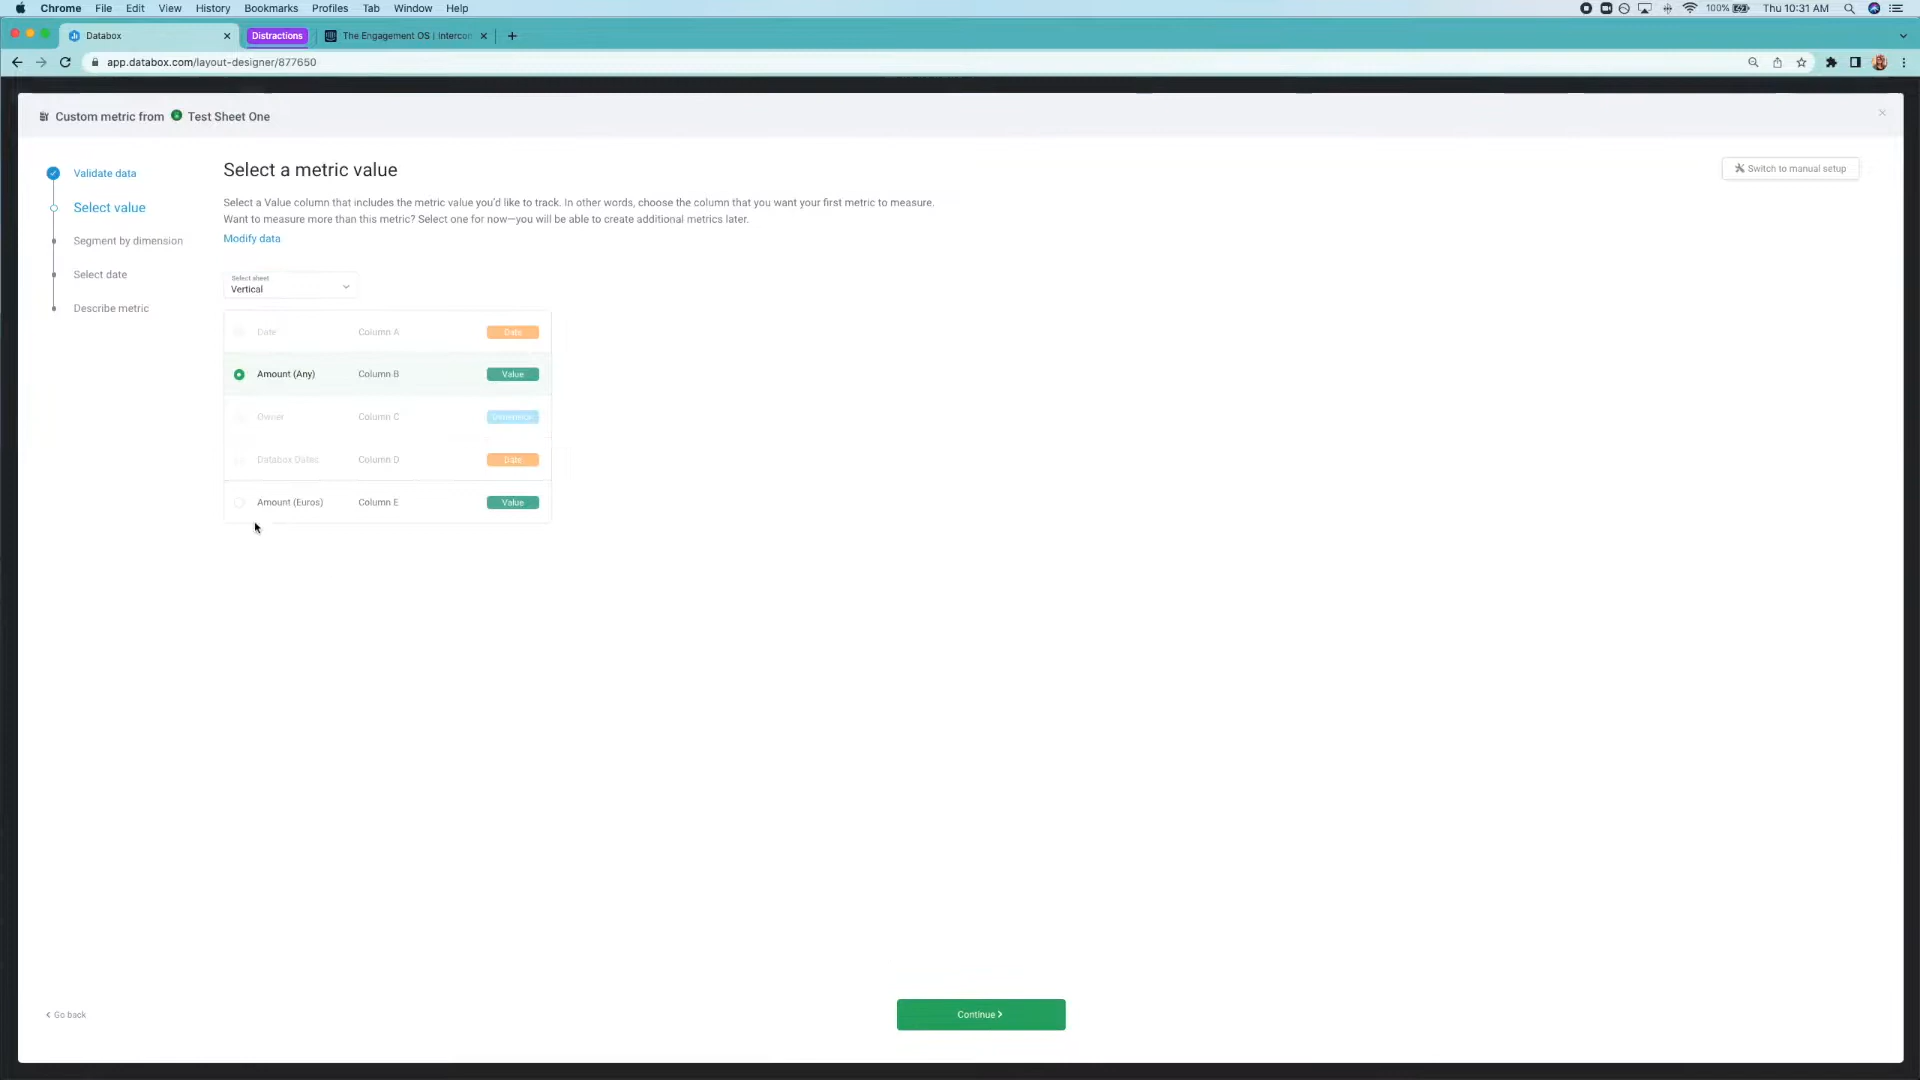 Chrome File Edit View History Bookmarks Profiles Tab Window Help 100% Thu 10:31 AM
Databox Distractions The Engagement OS | Intercon
app.databox.com/layout-designer/877650
Custom metric from Test Sheet One
Validate data
Select value
Segment by dimension
Select date
Describe metric
Select a metric value
Switch to manual setup
Select a Value column that includes the metric value you'd like to track. In other words, choose the column that you want your first metric to measure.
Want to measure more than this metric? Select one for now—you will be able to create additional metrics later.
Modify data
Select sheet
Vertical
Date Column A Date
Amount (Any) Column B Value
Owner Column C Dimension
Databox Dates Column D Date
Amount (Euros) Column E Value
Go back
Continue